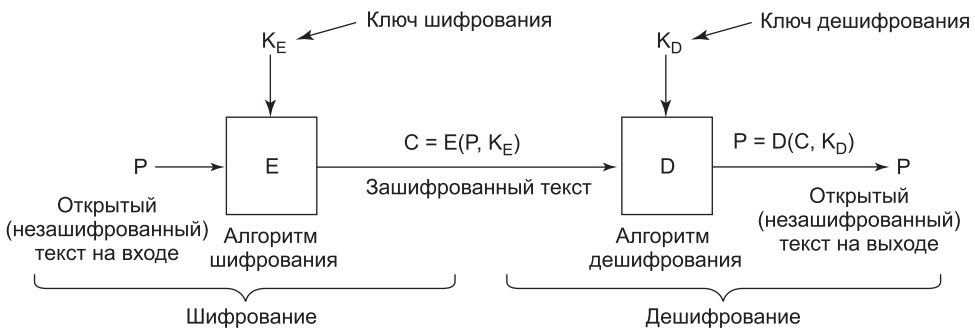 Ключ шифрования
Ключ дешифрования
K_E
K_D
C = E(P, K_E)
P = D(C, K_D)
P
E
D
P
Зашифрованный текст
Открытый
(незашифрованный)
текст на входе
Алгоритм
шифрования
Алгоритм
дешифрования
Открытый
(незашифрованный)
текст на выходе
Шифрование
Дешифрование